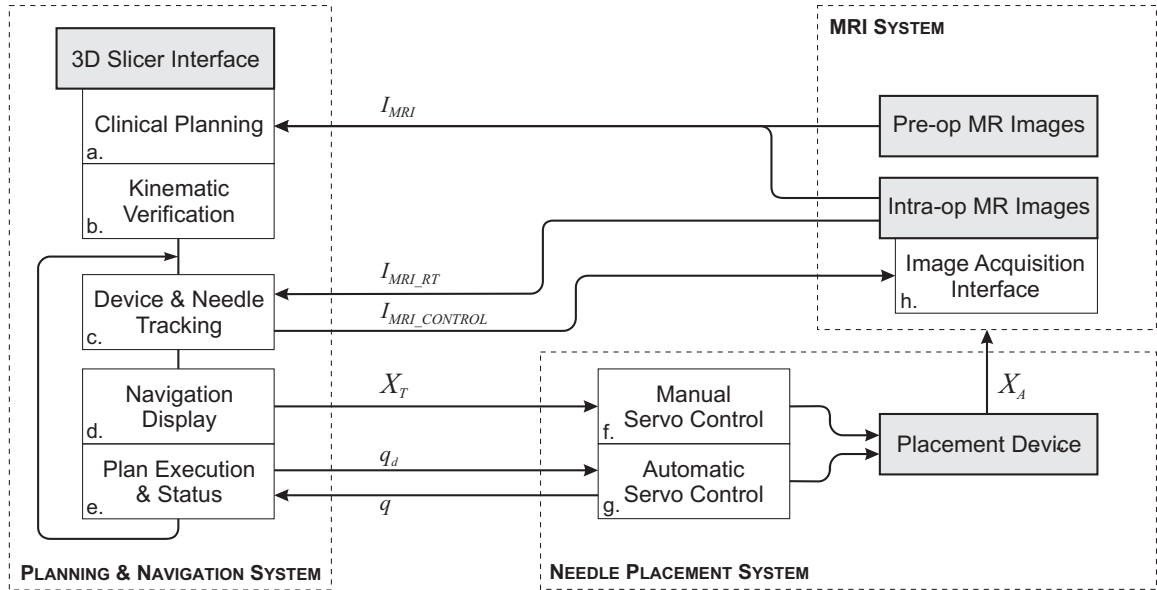 3D Slicer Interface
Clinical Planning
a.
Kinematic
Verification
b.
Device & Needle
Tracking
c.
Navigation
Display
d.
Plan Execution
& Status
e.
PLANNING & NAVIGATION SYSTEM
I_MRI
I_MRI_RT
I_MRI_CONTROL
X_T
q_d
q
MRI SYSTEM
Pre-op MR Images
Intra-op MR Images
Image Acquisition
Interface
h.
X_A
Manual
Servo Control
f.
Automatic
Servo Control
g.
Placement Device
NEEDLE PLACEMENT SYSTEM